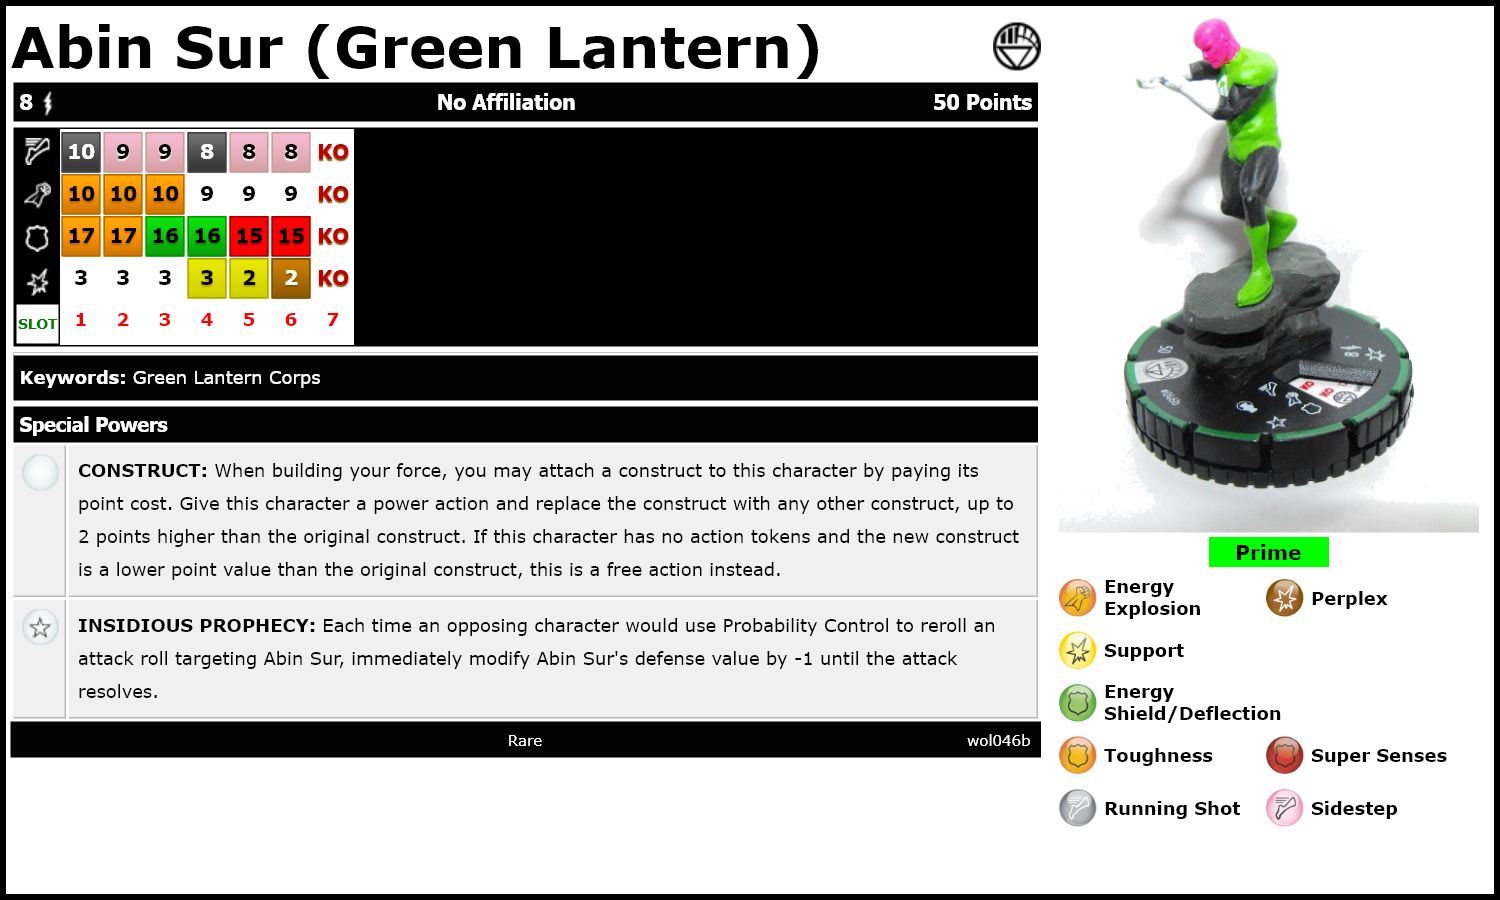 Abin Sur (Green Lantern)
8 No Affiliation 50 Points
10 9 9 8 8 8 KO
10 10 10 9 9 9 KO
17 17 16 16 15 15 KO
3 3 3 3 2 2 KO
SLOT 1 2 3 4 5 6 7
Keywords: Green Lantern Corps
Special Powers
CONSTRUCT: When building your force, you may attach a construct to this character by paying its
point cost. Give this character a power action and replace the construct with any other construct, up to
2 points higher than the original construct. If this character has no action tokens and the new construct
is a lower point value than the original construct, this is a free action instead.
INSIDIOUS PROPHECY: Each time an opposing character would use Probability Control to reroll an
attack roll targeting Abin Sur, immediately modify Abin Sur's defense value by -1 until the attack
resolves.
Rare wol046b
50
8
#046b
KO
KO
Prime
Energy
Explosion
Perplex
Support
Energy
Shield/Deflection
Toughness
Super Senses
Running Shot
Sidestep